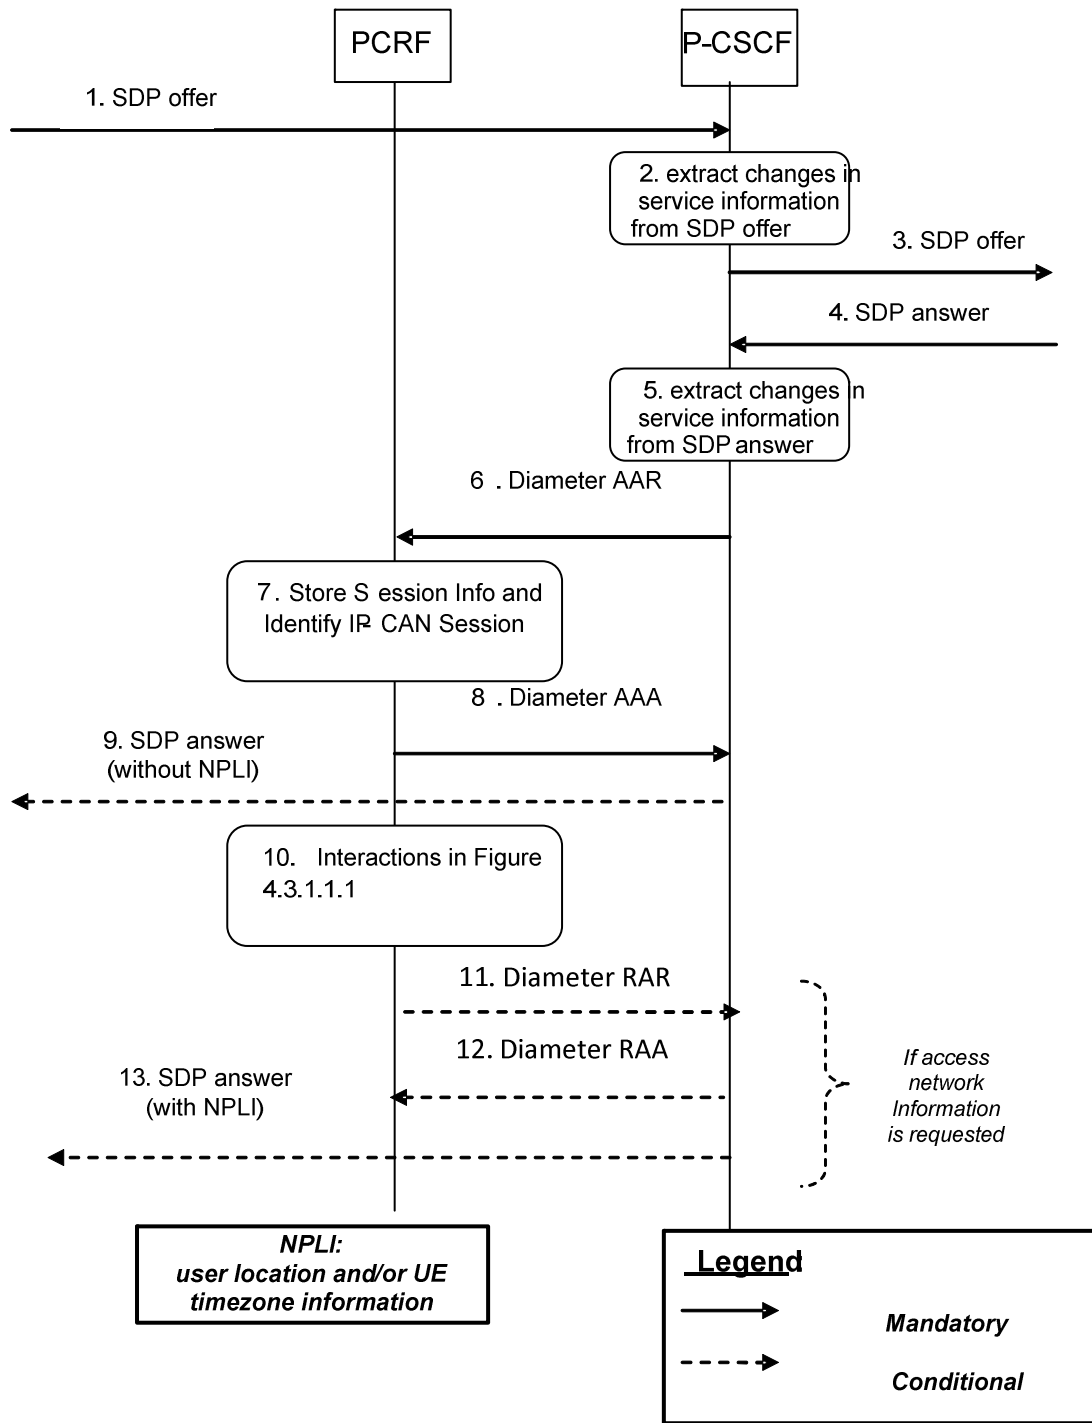 PCRF
P-CSCF
1. SDP offer
2. extract changes in
service information
from SDP offer
3. SDP offer
4. SDP answer
5. extract changes in
service information
from SDP answer
6 . Diameter AAR
7. Store S ession Info and
Identify IP- CAN Session
8 . Diameter AAA
9. SDP answer
(without NPLI)
10. Interactions in Figure
4.3.1.1.1
11. Diameter RAR
12. Diameter RAA
13. SDP answer
(with NPLI)
If access
network
Information
is requested
NPLI:
user location and/or UE
timezone information
Legend:
Mandatory
Conditional